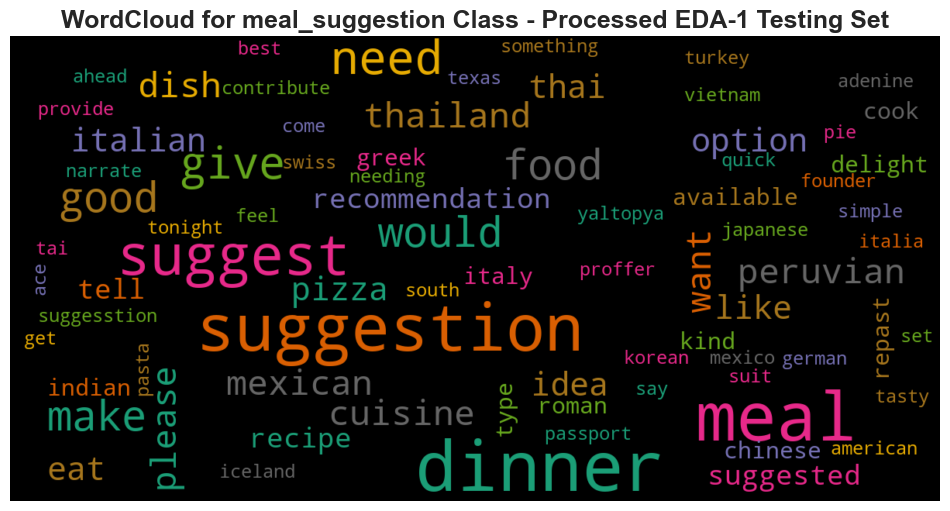 WordCloud for meal_suggestion Class - Processed EDA-1 Testing Set
best
something
need
turkey
ahead
dish
contribute
texas
thai
adenine
vietnam
provide
thailand
cook
come
italian
option
pie
narrate
give
swiss
greek
food
quick
delight
needing
founder
good
recommendation
available
feel
yaltopya
simple
tonight
would
japanese
tai
suggest
italia
ace
italy
proffer
want
peruvian
tell
pizza
south
like
suggesstion
suggestion
repast
get
kind
set
pasta
korean
mexico
german
indian
please
mexican
idea
say
suit
tasty
make
cuisine
type
roman
meal
recipe
passport
chinese
american
eat
iceland
dinner
suggested